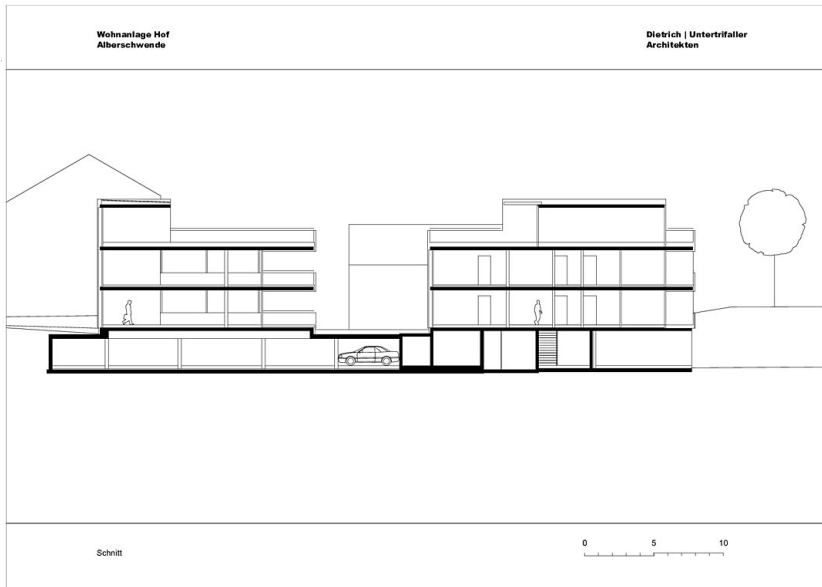 Wohnanlage Hof
Alberschwende
Dietrich | Untertrifaller
Architekten
Schnitt
0 5 10